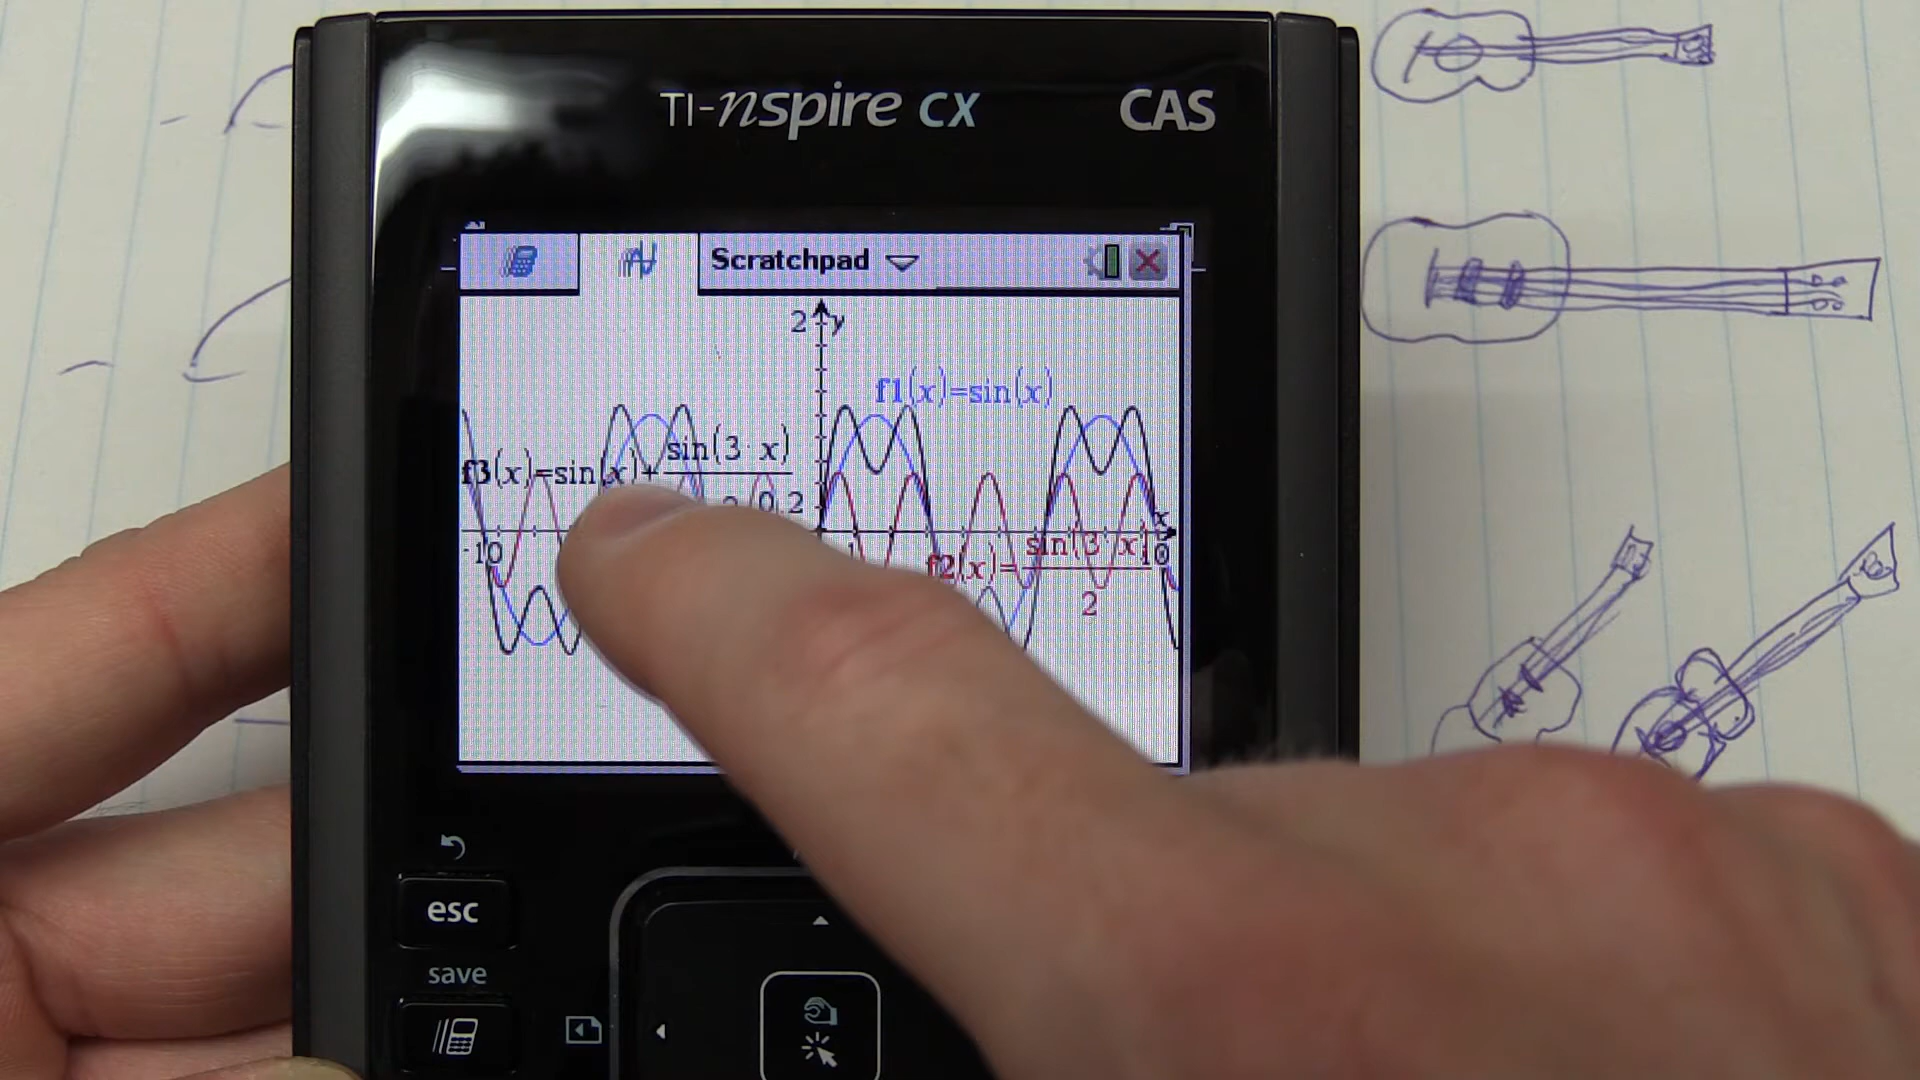 TI-nspire CX CAS
Scratchpad
2 y
f1(x)=sin(x)
f3(x)=sin(x)+ sin(3·x)
0.2
x
-10 1 10
f2(x)= sin(3·x)
2
esc
save